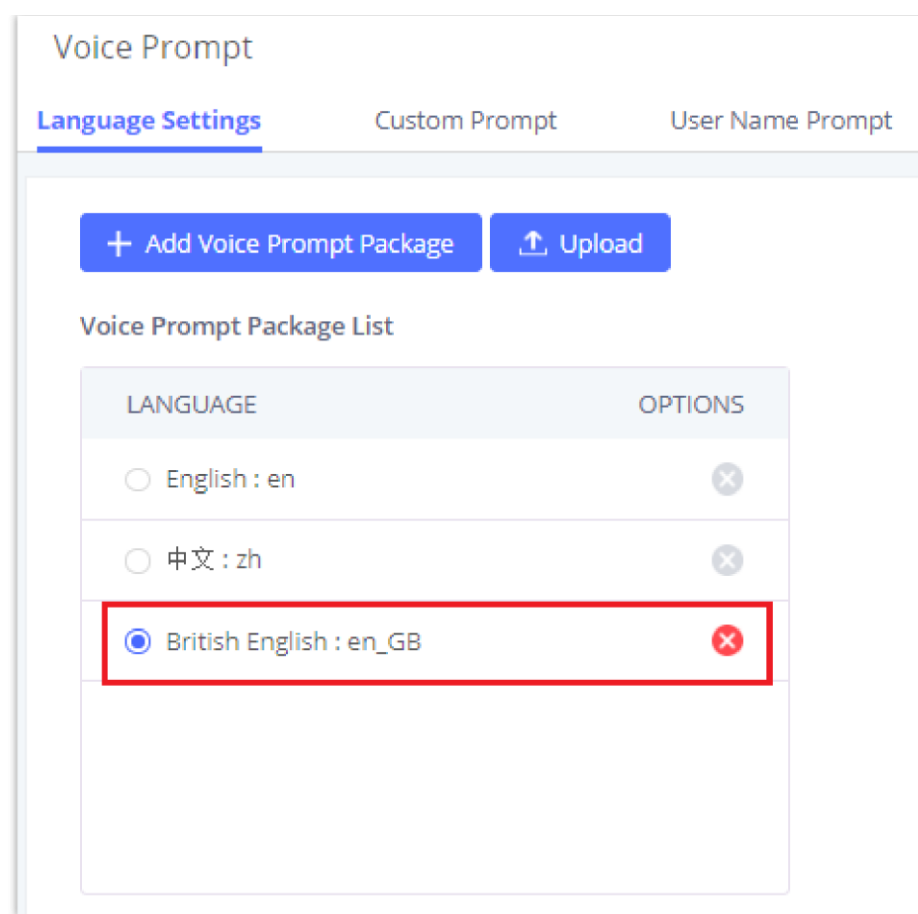 Voice Prompt
Language Settings Custom Prompt User Name Prompt
+ Add Voice Prompt Package Upload
Voice Prompt Package List
LANGUAGE OPTIONS
English : en
中文 : zh
British English : en_GB